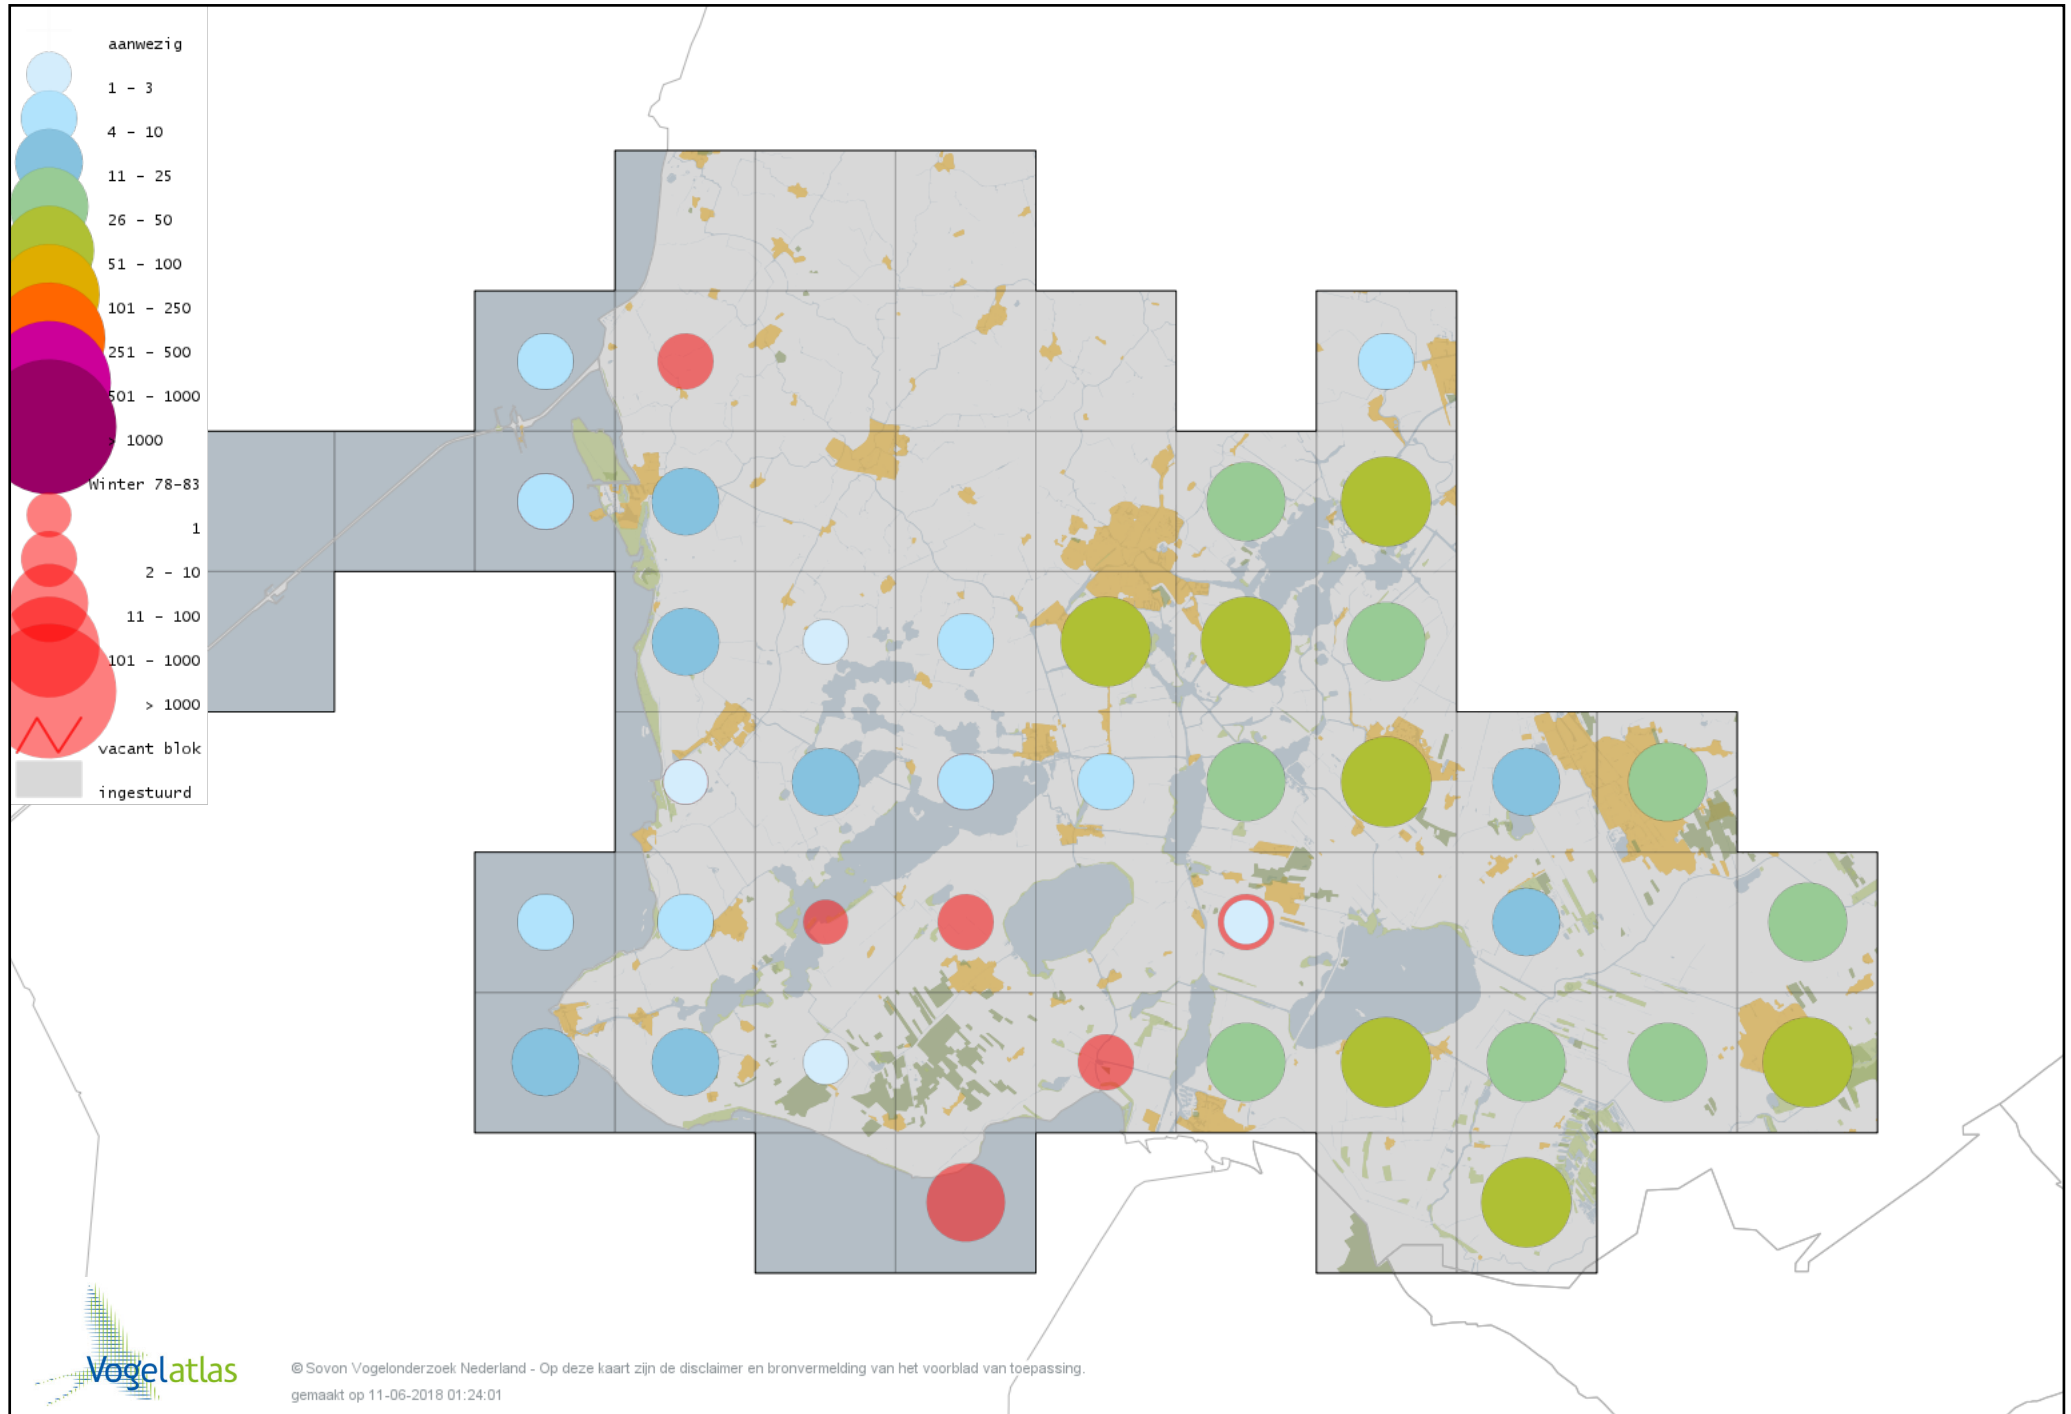 aanwezig
1 - 3
4 - 10
11 - 25
26 - 50
51 - 100
101 - 250
251 - 500
501 - 1000
> 1000
Winter 78-83
1
2 - 10
11 - 100
101 - 1000
> 1000
vacant blok
ingestuurd
Vogelatlas
© Sovon Vogelonderzoek Nederland - Op deze kaart zijn de disclaimer en bronvermelding van het voorblad van toepassing.
gemaakt op 11-06-2018 01:24:01